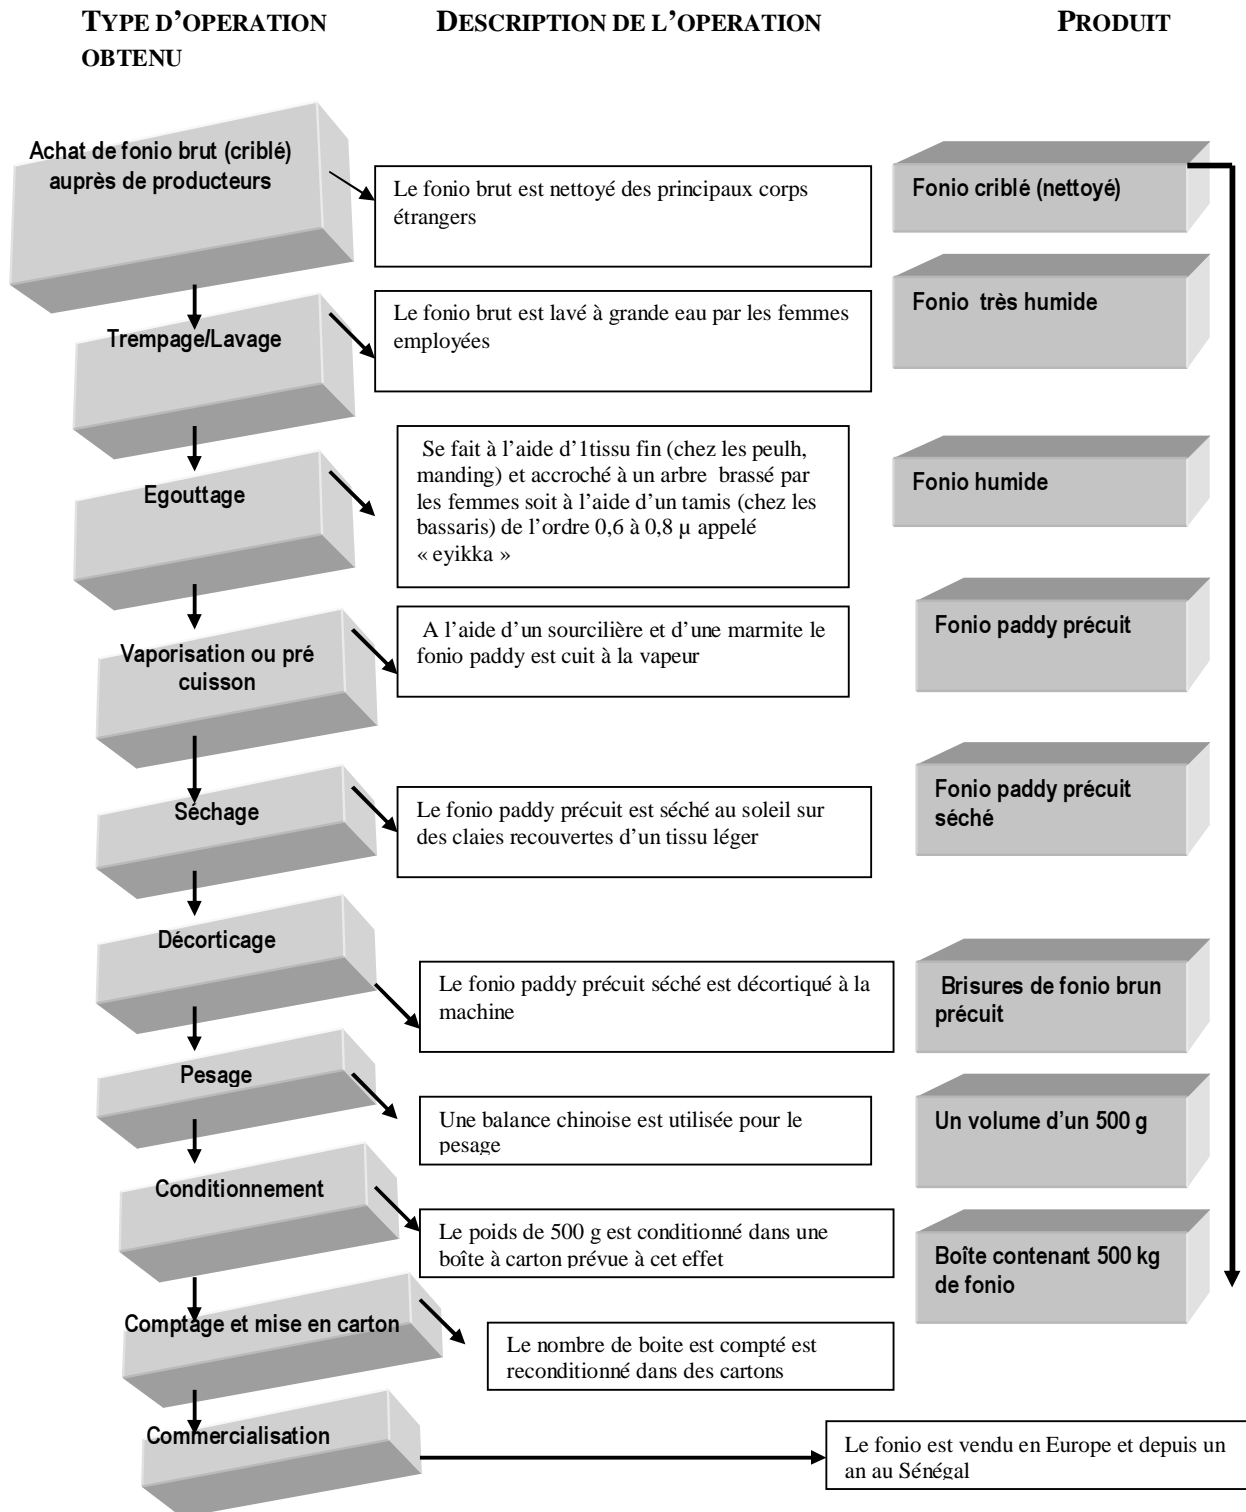 TYPE D'OPERATION
OBTENU
DESCRIPTION DE L'OPERATION
PRODUIT
Achat de fonio brut (criblé)
auprès de producteurs
Le fonio brut est nettoyé des principaux corps
étrangers
Fonio criblé (nettoyé)
Trempage/Lavage
Le fonio brut est lavé à grande eau par les femmes
employées
Fonio très humide
Egouttage
Se fait à l'aide d'1tissu fin (chez les peulh,
manding) et accroché à un arbre brassé par
les femmes soit à l'aide d'un tamis (chez les
bassaris) de l'ordre 0,6 à 0,8 µ appelé
« eyikka »
Fonio humide
Vaporisation ou pré
cuisson
A l'aide d'un sourcilière et d'une marmite le
fonio paddy est cuit à la vapeur
Fonio paddy précuit
Séchage
Le fonio paddy précuit est séché au soleil sur
des claies recouvertes d'un tissu léger
Fonio paddy précuit
séché
Décorticage
Le fonio paddy précuit séché est décortiqué à la
machine
Brisures de fonio brun
précuit
Pesage
Une balance chinoise est utilisée pour le
pesage
Un volume d'un 500 g
Conditionnement
Le poids de 500 g est conditionné dans une
boîte à carton prévue à cet effet
Boîte contenant 500 kg
de fonio
Comptage et mise en carton
Le nombre de boite est compté est
reconditionné dans des cartons
Commercialisation
Le fonio est vendu en Europe et depuis un
an au Sénégal